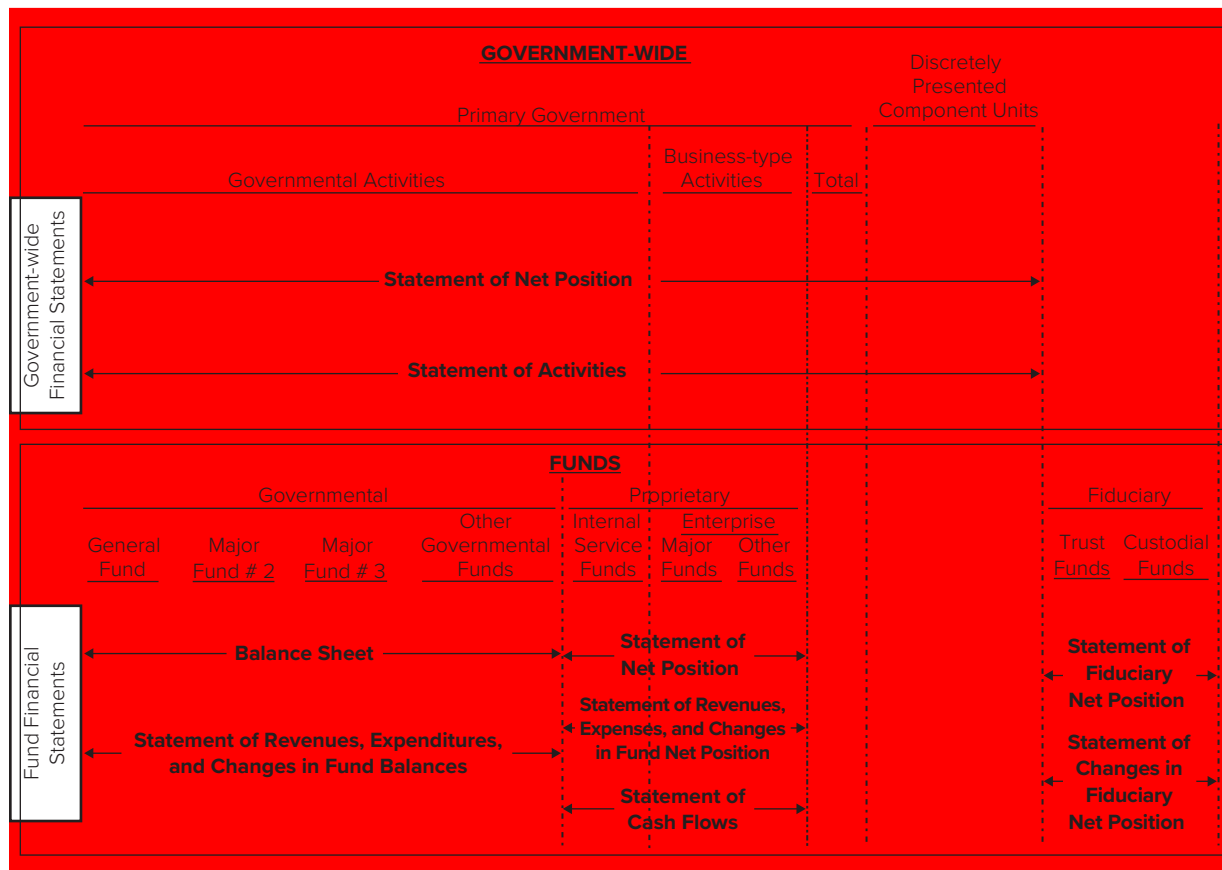 GOVERNMENT-WIDE
Discretely
Presented
Component Units
Primary Government
Business-type
Activities
Governmental Activities
Total
Government-wide
Financial Statements
Statement of Net Position
Statement of Activities
FUNDS
Governmental
Proprietary
Fiduciary
General
Fund
Major
Fund # 2
Major
Fund # 3
Other
Governmental
Funds
Internal
Service
Funds
Enterprise
Major
Funds
Other
Funds
Trust
Funds
Custodial
Funds
Fund Financial
Statements
Balance Sheet
Statement of
Net Position
Statement of
Fiduciary
Net Position
Statement of Revenues, Expenditures,
and Changes in Fund Balances
Statement of Revenues,
Expenses, and Changes
in Fund Net Position
Statement of
Changes in
Fiduciary
Net Position
Statement of
Cash Flows